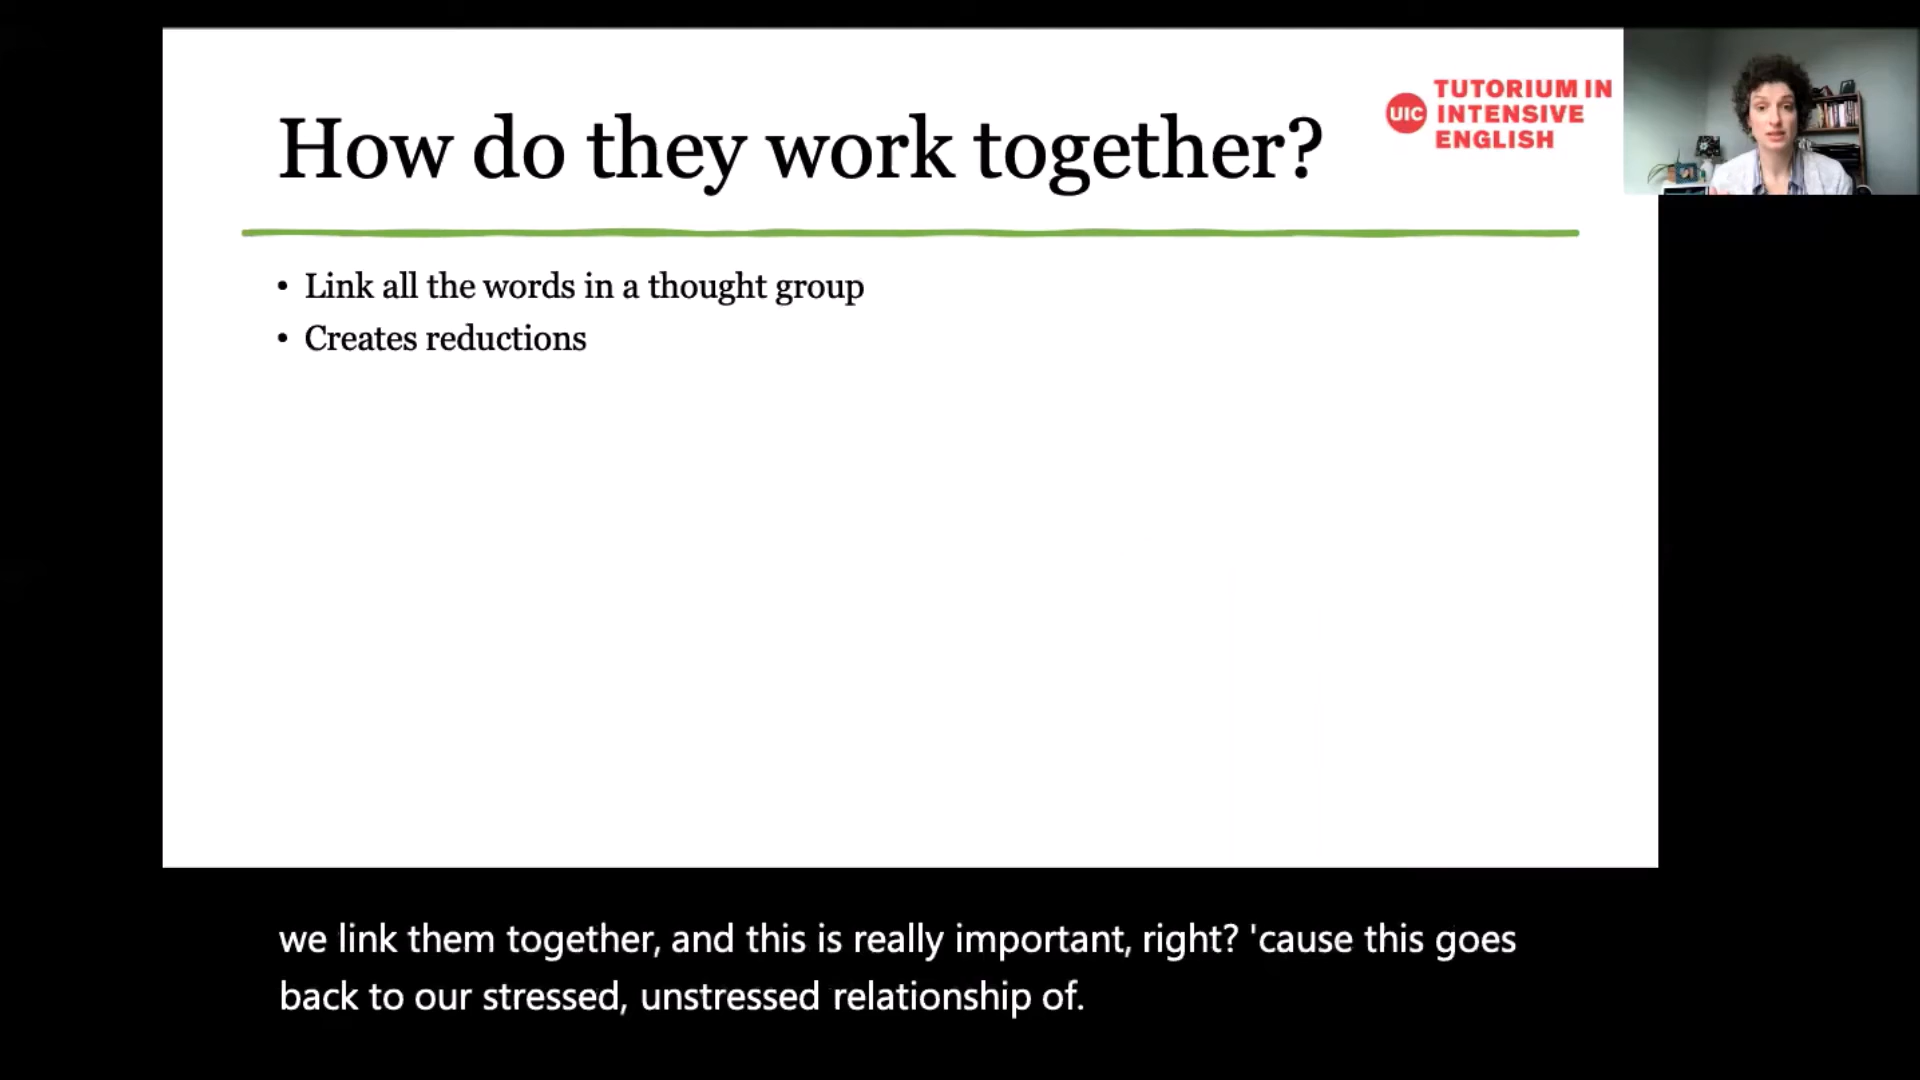 How do they work together?
UIC
TUTORIUM IN
INTENSIVE
ENGLISH
• Link all the words in a thought group
• Creates reductions
we link them together, and this is really important, right? 'cause this goes
back to our stressed, unstressed relationship of.